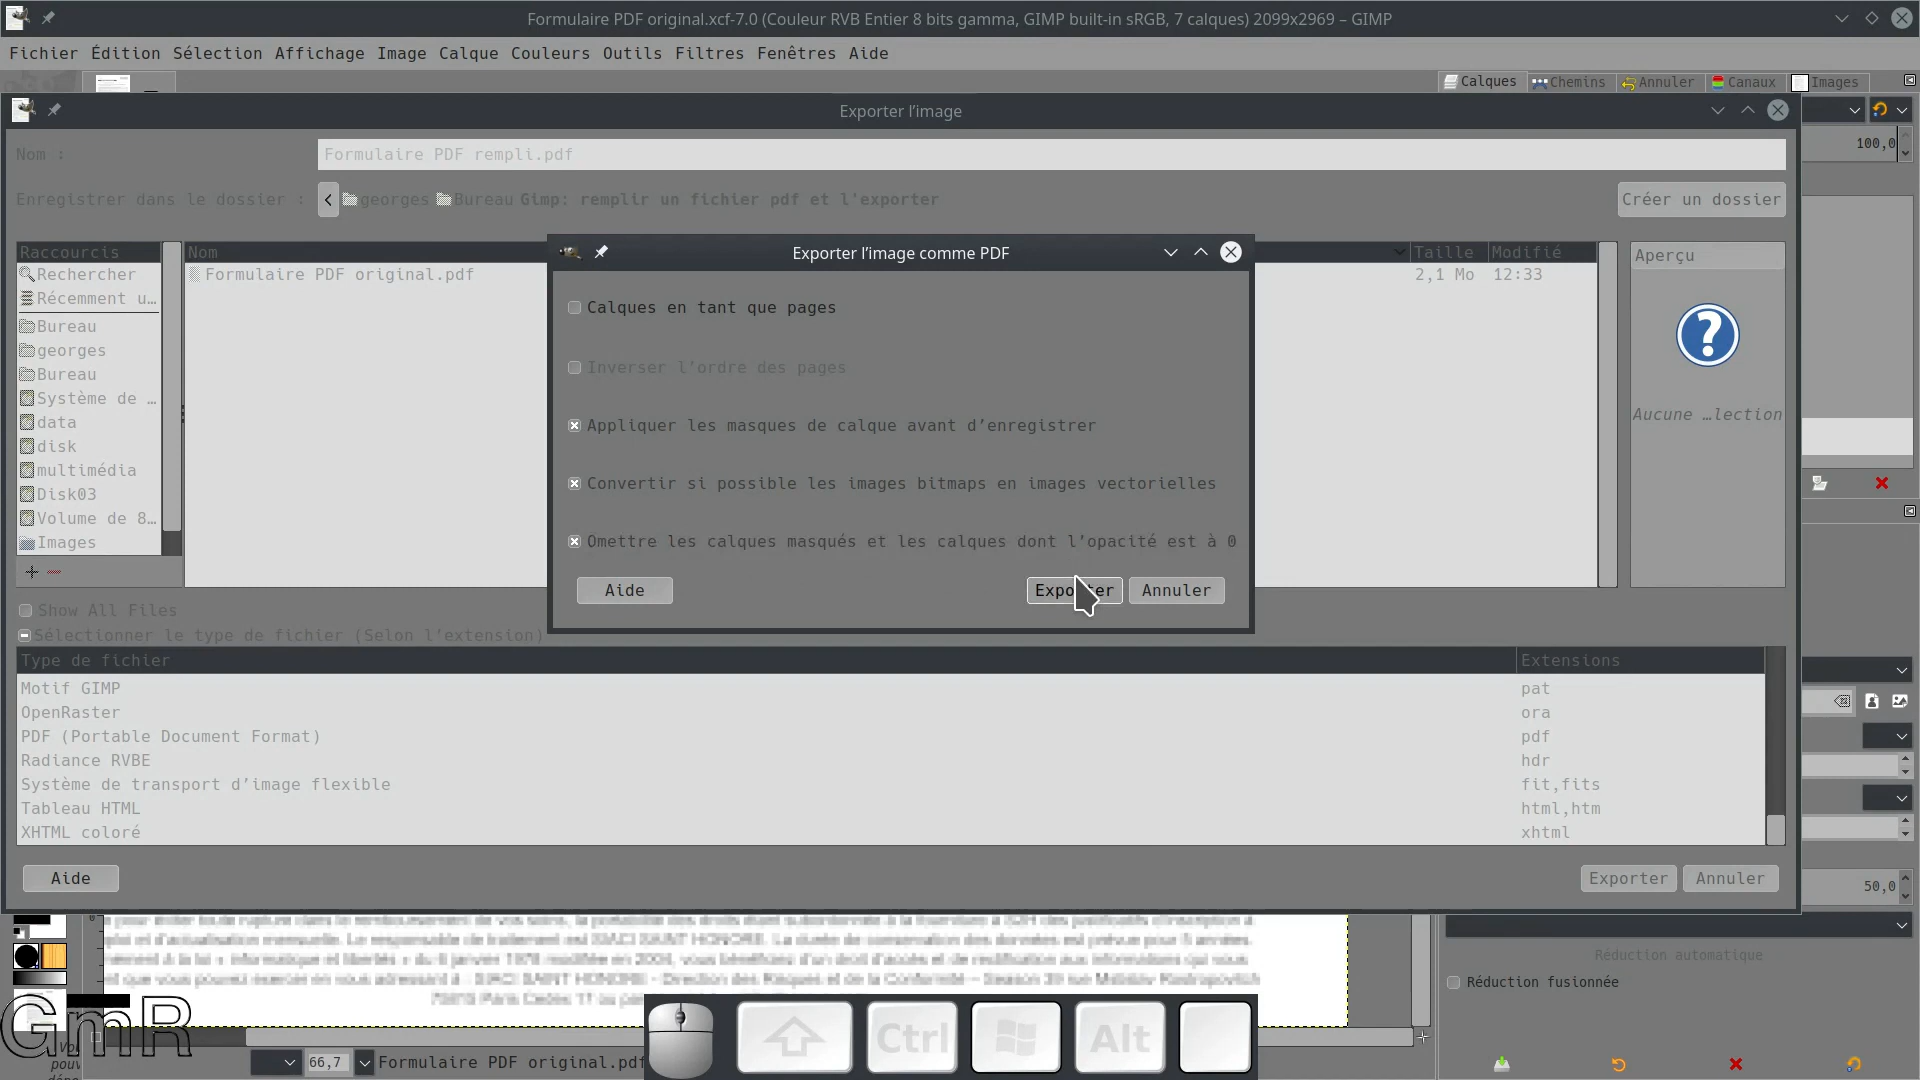 Formulaire PDF original.xcf-7.0 (Couleur RVB Entier 8 bits gamma, GIMP built-in sRGB, 7 calques) 2099x2969 – GIMP
Fichier Édition Sélection Affichage Image Calque Couleurs Outils Filtres Fenêtres Aide
Calques Chemins Annuler Canaux Images
Exporter l’image
100,0
Nom :
Formulaire PDF rempli.pdf
Enregistrer dans le dossier :
georges Bureau Gimp: remplir un fichier pdf et l'exporter
Créer un dossier
Raccourcis
Rechercher
Récemment u…
Bureau
georges
Bureau
Système de …
data
disk
multimédia
Disk03
Volume de 8…
Images
Nom
Taille
Modifié
Formulaire PDF original.pdf
2,1 Mo
12:33
Aperçu
Aucune …lection
Exporter l’image comme PDF
Calques en tant que pages
Inverser l’ordre des pages
Appliquer les masques de calque avant d’enregistrer
Convertir si possible les images bitmaps en images vectorielles
Omettre les calques masqués et les calques dont l’opacité est à 0
Aide
Exporter
Annuler
Show All Files
Sélectionner le type de fichier (Selon l’extension)
Type de fichier
Extensions
Motif GIMP
pat
OpenRaster
ora
PDF (Portable Document Format)
pdf
Radiance RVBE
hdr
Système de transport d’image flexible
fit,fits
Tableau HTML
html,htm
XHTML coloré
xhtml
Aide
Exporter
Annuler
50,0
Réduction automatique
Réduction fusionnée
GmR
66,7
Formulaire PDF original.pdf
Ctrl
Alt